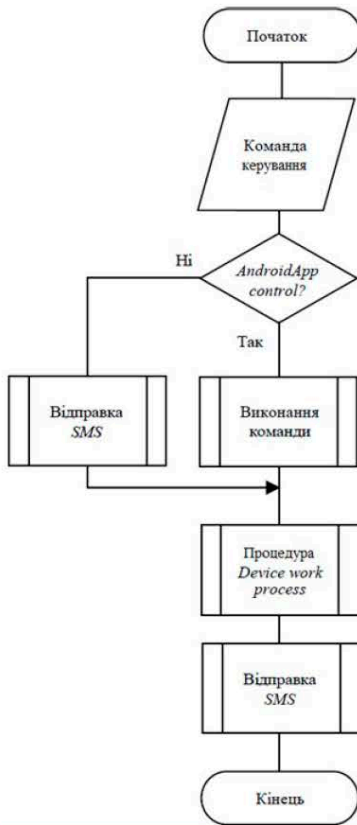 Початок
Команда
керування
AndroidApp
control?
Ні
Так
Відправка
SMS
Виконання
команди
Процедура
Device work
process
Відправка
SMS
Кінець